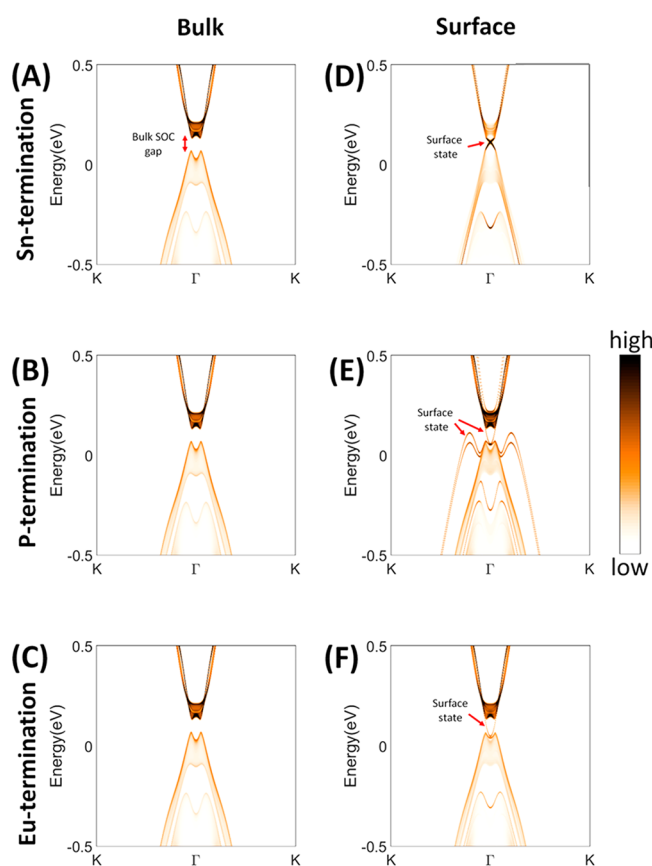 Bulk
Surface
Sn-termination
(A)
Energy(eV)
0.5
0
-0.5
Bulk SOC
gap
K
Γ
K
(D)
Energy(eV)
0.5
0
-0.5
Surface
state
K
Γ
K
P-termination
(B)
Energy(eV)
0.5
0
-0.5
K
Γ
K
(E)
Energy(eV)
0.5
0
-0.5
Surface
state
K
Γ
K
high
low
Eu-termination
(C)
Energy(eV)
0.5
0
-0.5
K
Γ
K
(F)
Energy(eV)
0.5
0
-0.5
Surface
state
K
Γ
K